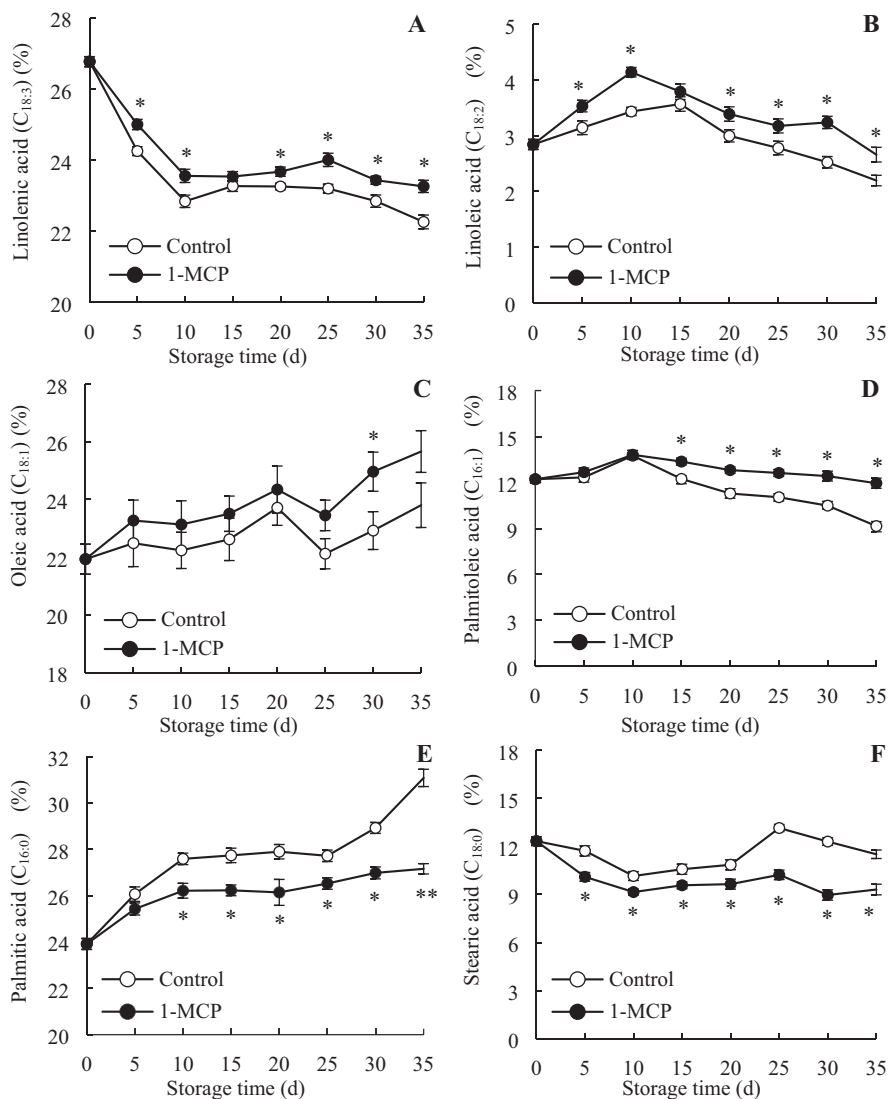 A
Linolenic acid (C18:3) (%)
28
26
24
22
20
* * * * * *
Control
1-MCP
0 5 10 15 20 25 30 35
Storage time (d)
B
Linoleic acid (C18:2) (%)
5
4
3
2
1
0
* * * * * *
Control
1-MCP
0 5 10 15 20 25 30 35
Storage time (d)
C
Oleic acid (C18:1) (%)
28
26
24
22
20
18
*
Control
1-MCP
0 5 10 15 20 25 30 35
Storage time (d)
D
Palmitoleic acid (C16:1) (%)
18
15
12
9
6
3
0
* * * * *
Control
1-MCP
0 5 10 15 20 25 30 35
Storage time (d)
E
Palmitic acid (C16:0) (%)
32
30
28
26
24
22
20
* * * * * **
Control
1-MCP
0 5 10 15 20 25 30 35
Storage time (d)
F
Stearic acid (C18:0) (%)
18
15
12
9
6
3
0
* * * * * * *
Control
1-MCP
0 5 10 15 20 25 30 35
Storage time (d)